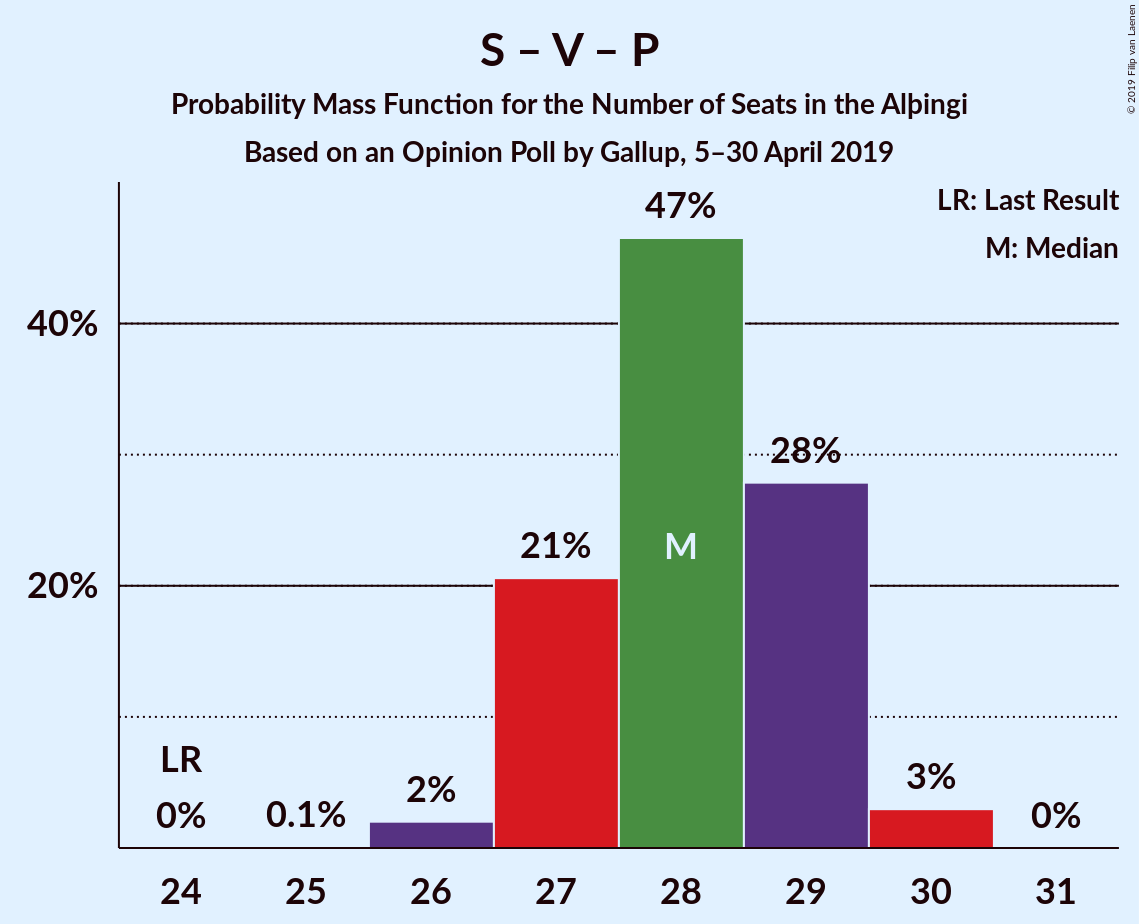 S – V – P
Probability Mass Function for the Number of Seats in the Alþingi
Based on an Opinion Poll by Gallup, 5–30 April 2019
© 2019 Filip van Laenen
LR: Last Result
M: Median
47%
40%
28%
21%
M
20%
LR
0%
0.1%
2%
3%
0%
24
25
26
27
28
29
30
31